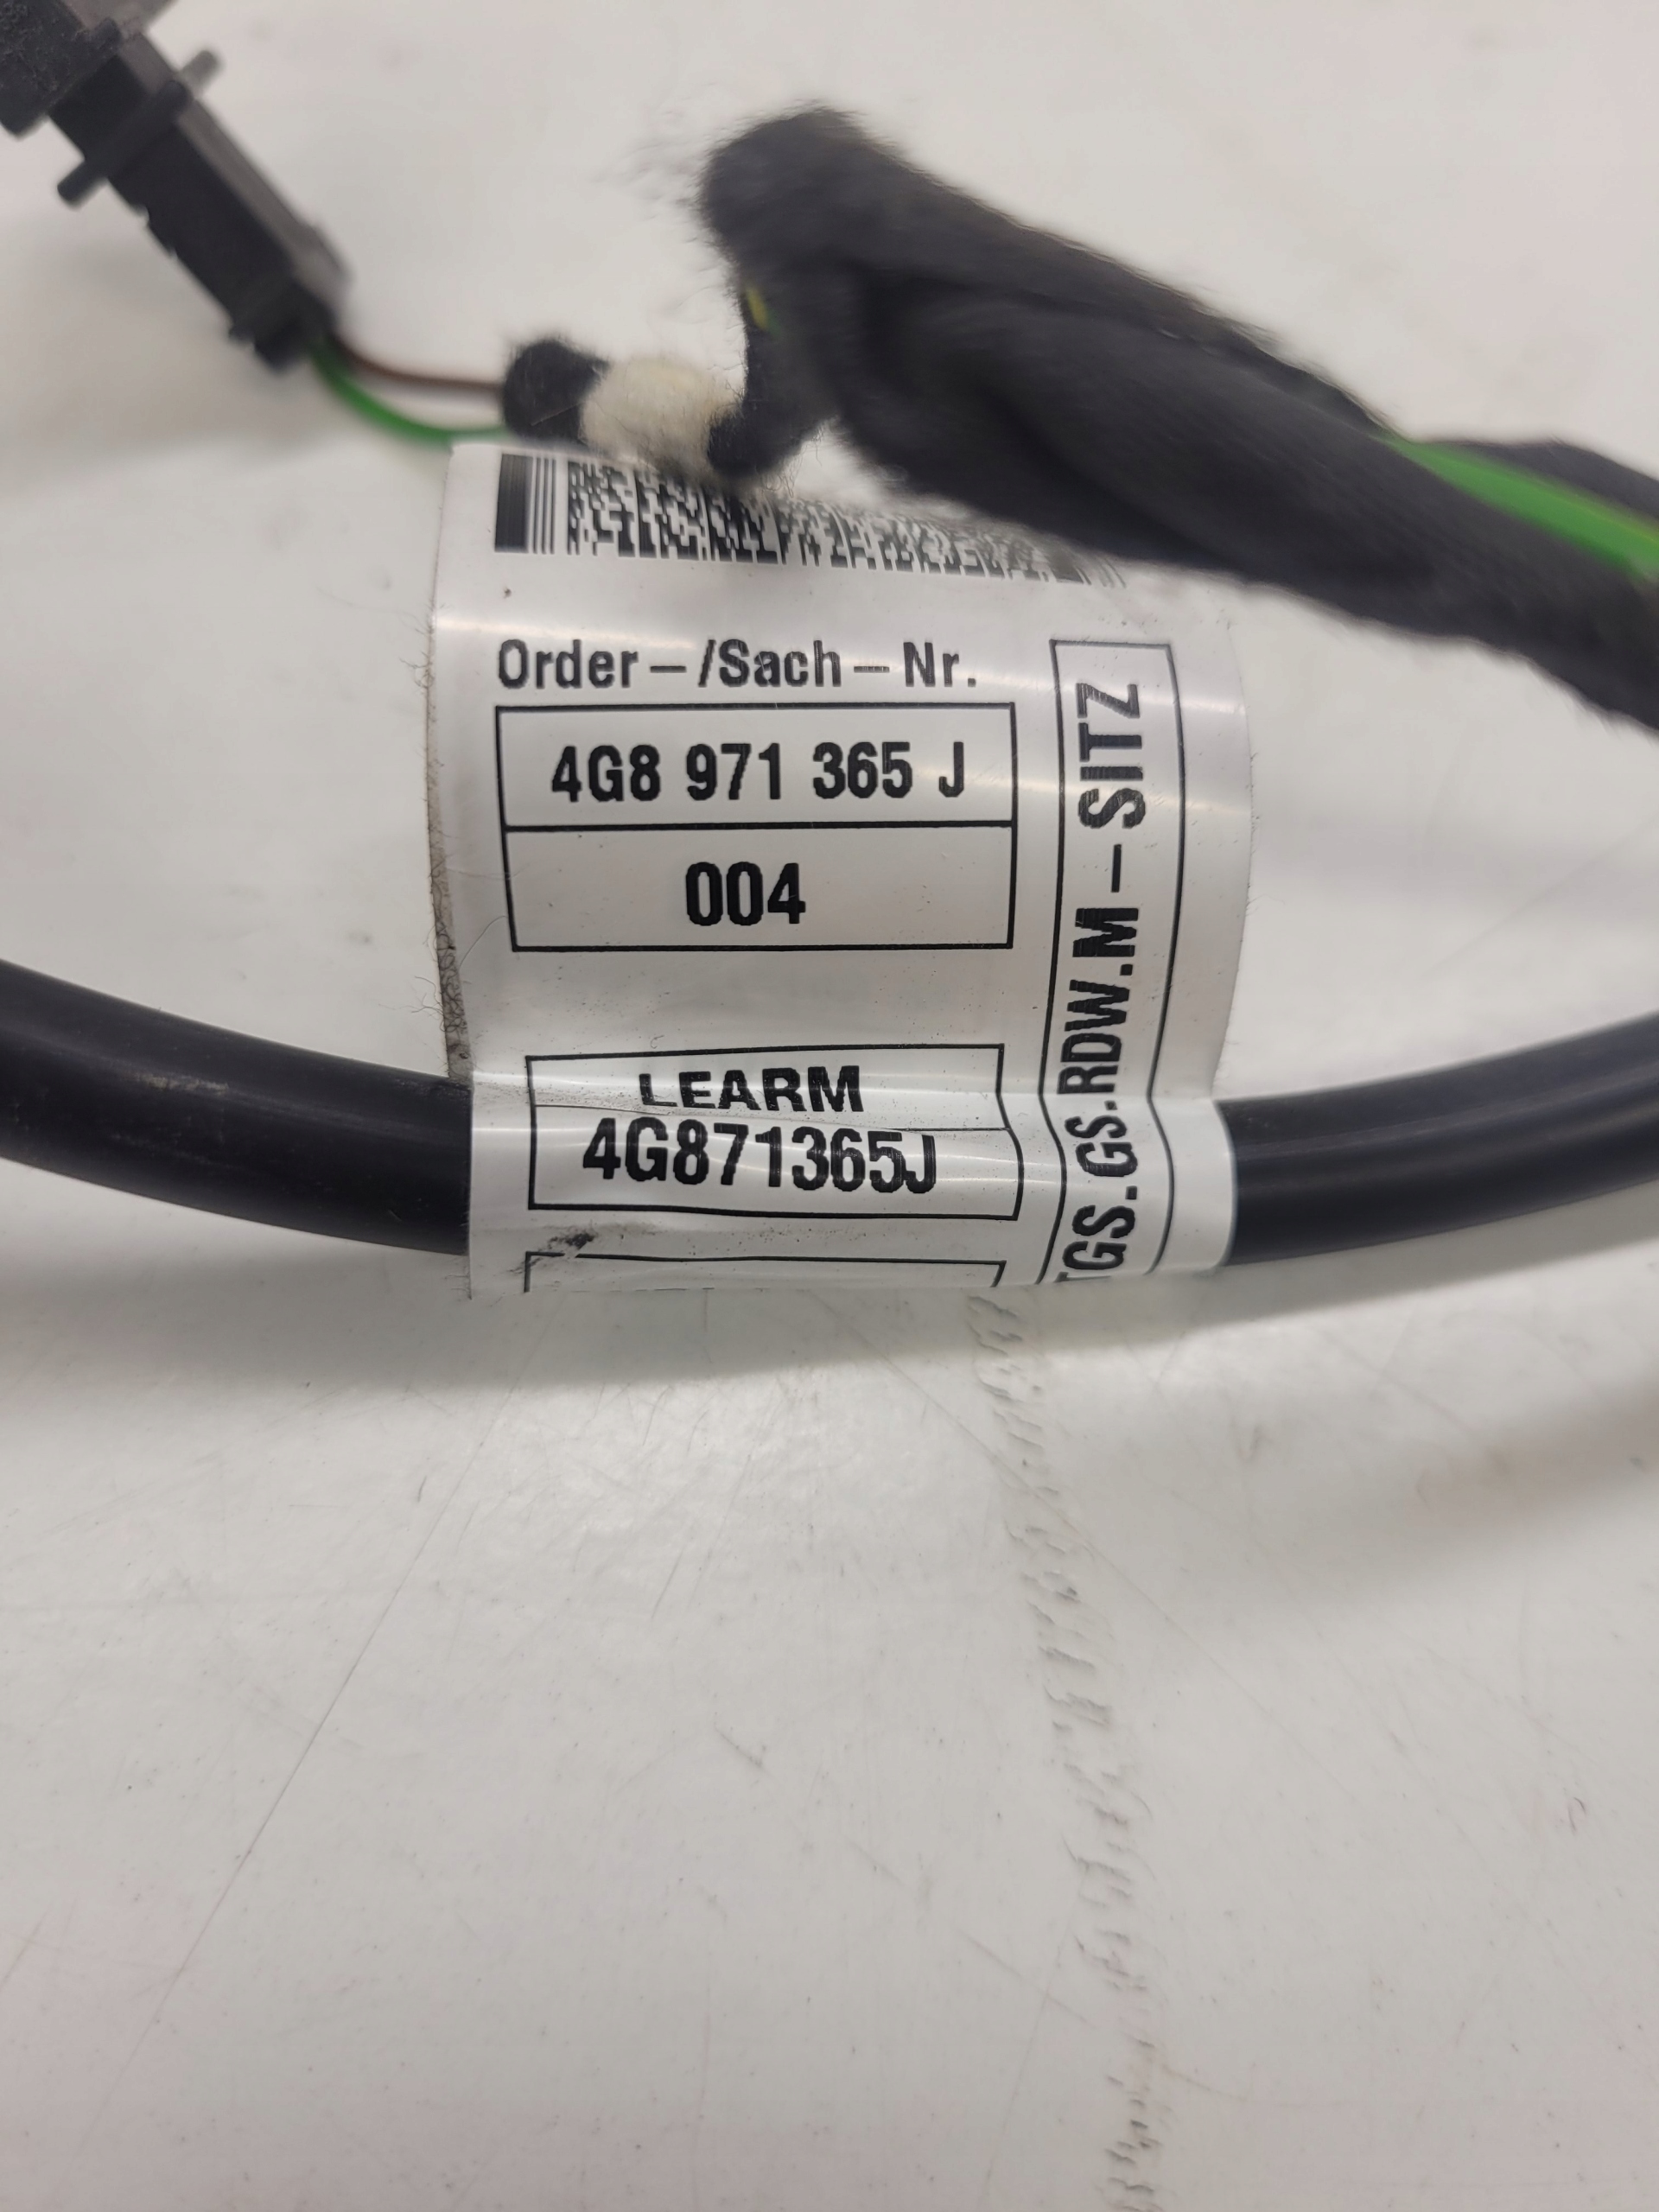 Order-/Sach-Nr.
4G8 971 365 J
004
LEARM
4G871365J
TGS.GS.RDW.M-SITZ